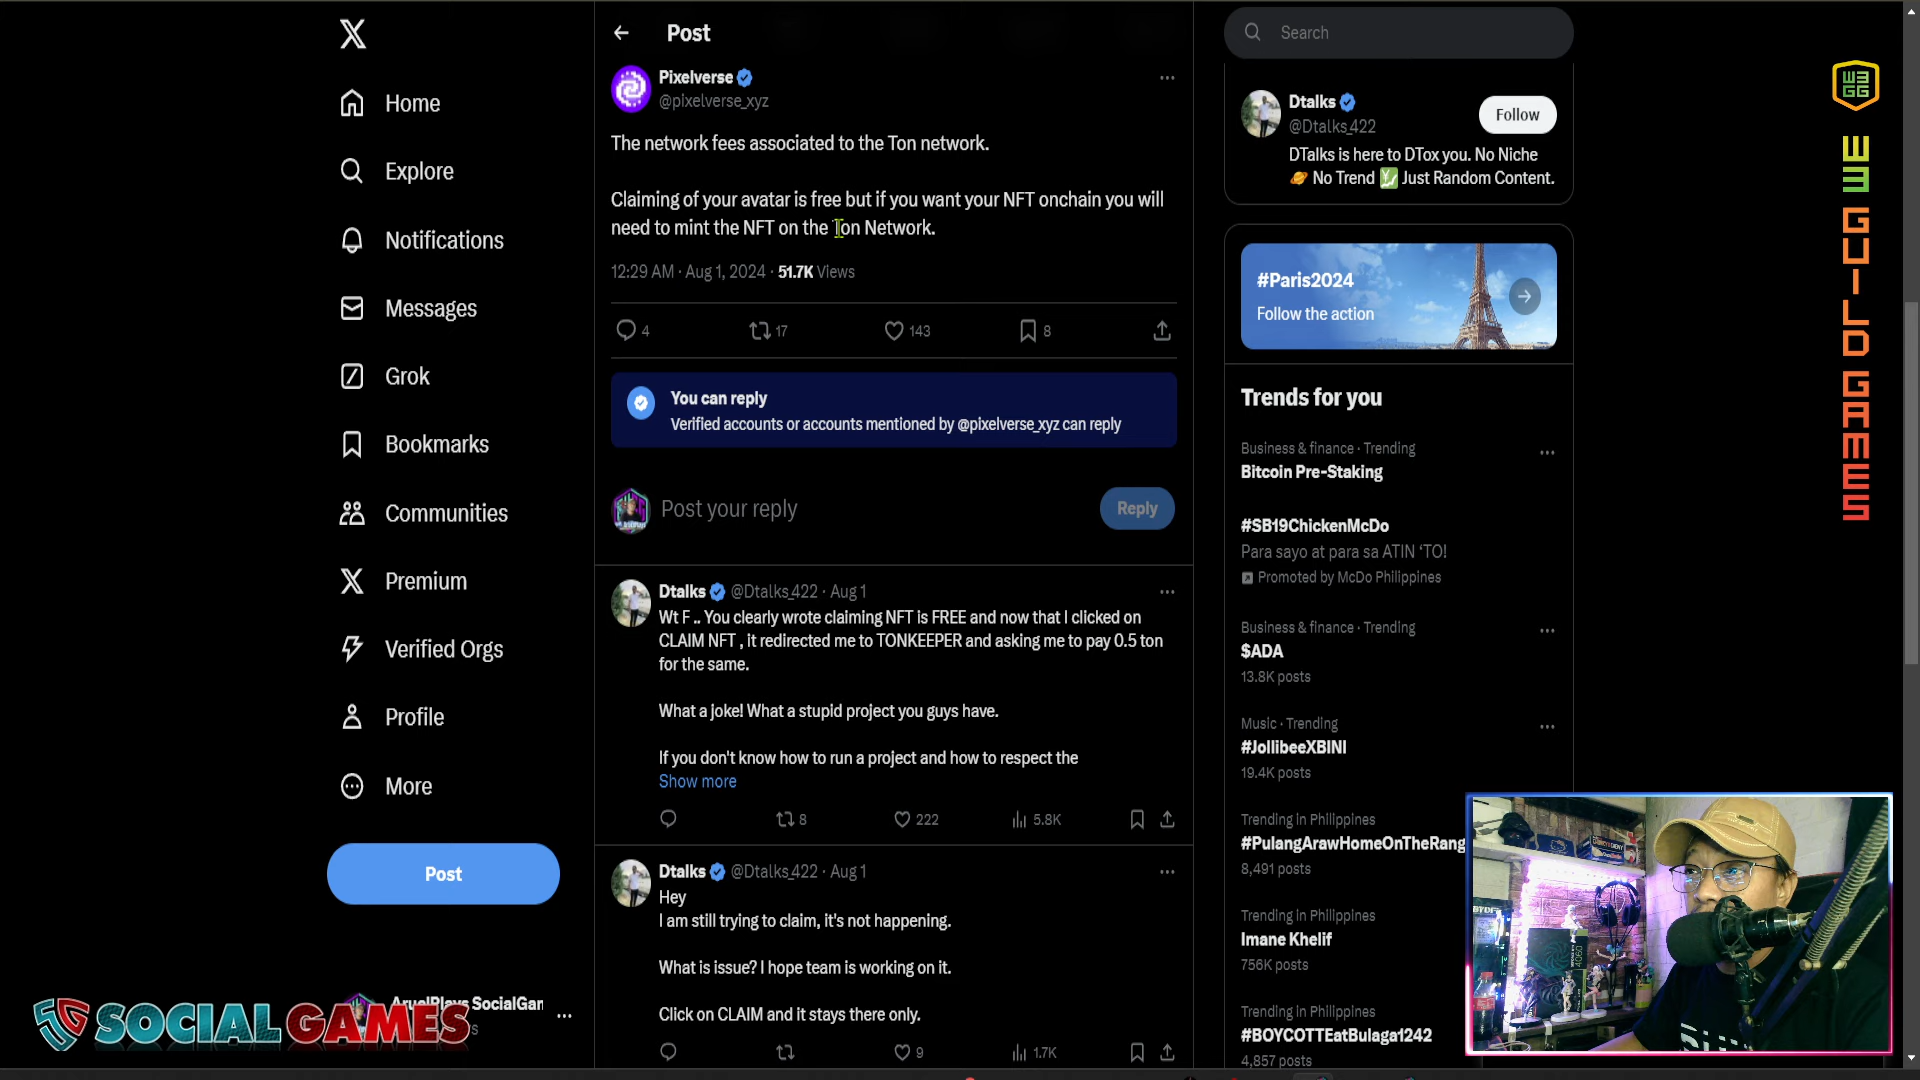 Home
Explore
Notifications
Messages
Grok
Bookmarks
Communities
Premium
Verified Orgs
Profile
More
Post
AruelPlays SocialGam
SOCIAL GAMES
Post
Pixelverse
@pixelverse_xyz
The network fees associated to the Ton network.
Claiming of your avatar is free but if you want your NFT onchain you will
need to mint the NFT on the Ton Network.
12:29 AM · Aug 1, 2024 · 51.7K Views
4
17
143
8
You can reply
Verified accounts or accounts mentioned by @pixelverse_xyz can reply
Post your reply
Reply
Dtalks @Dtalks_422 · Aug 1
Wt F .. You clearly wrote claiming NFT is FREE and now that I clicked on
CLAIM NFT , it redirected me to TONKEEPER and asking me to pay 0.5 ton
for the same.
What a joke! What a stupid project you guys have.
If you don't know how to run a project and how to respect the
Show more
8
222
5.8K
Dtalks @Dtalks_422 · Aug 1
Hey
I am still trying to claim, it's not happening.
What is issue? I hope team is working on it.
Click on CLAIM and it stays there only.
9
1.7K
Search
Dtalks
@Dtalks_422
Follow
DTalks is here to DTox you. No Niche
🪐 No Trend 💹 Just Random Content.
#Paris2024
Follow the action
Trends for you
Business & finance · Trending
Bitcoin Pre-Staking
#SB19ChickenMcDo
Para sayo at para sa ATIN 'TO!
Promoted by McDo Philippines
Business & finance · Trending
$ADA
13.8K posts
Music · Trending
#JollibeeXBINI
19.4K posts
Trending in Philippines
#PulangArawHomeOnTheRang
8,491 posts
Trending in Philippines
Imane Khelif
756K posts
Trending in Philippines
#BOYCOTTEatBulaga1242
4,857 posts
W3GG
W3 GUILD GAMES